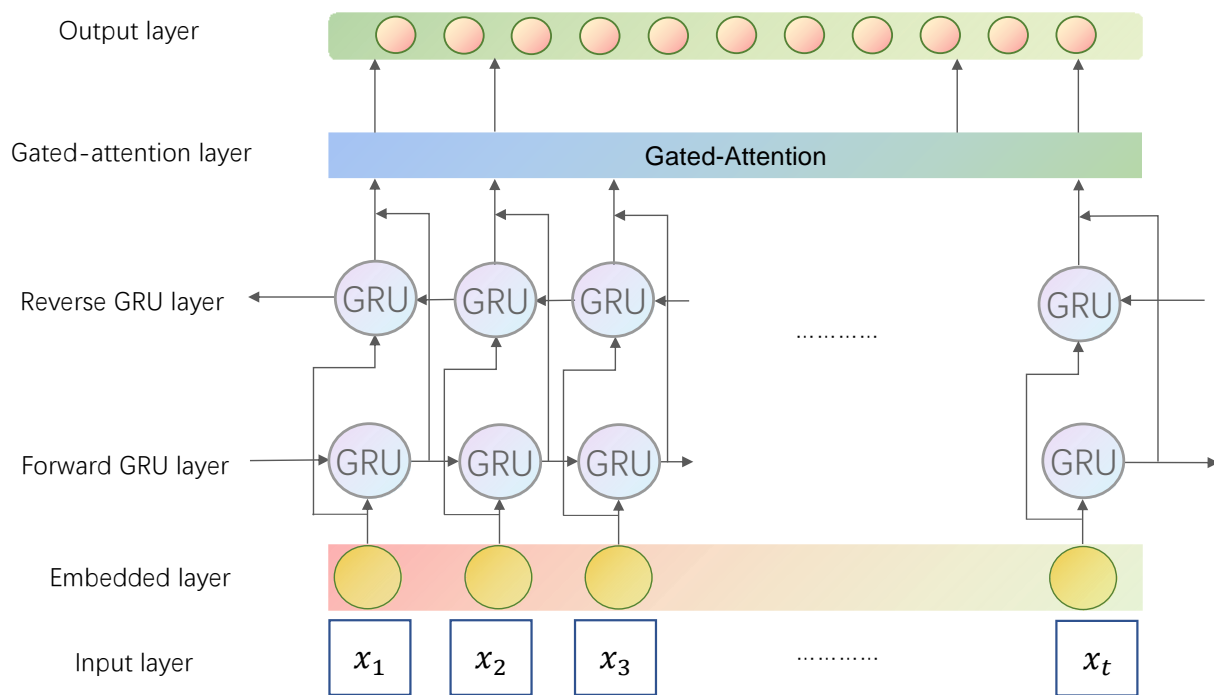 Output layer
Gated-attention layer
Gated-Attention
Reverse GRU layer
GRU GRU GRU ………… GRU
Forward GRU layer
GRU GRU GRU GRU
Embedded layer
Input layer
x₁ x₂ x₃ ………… xₜ